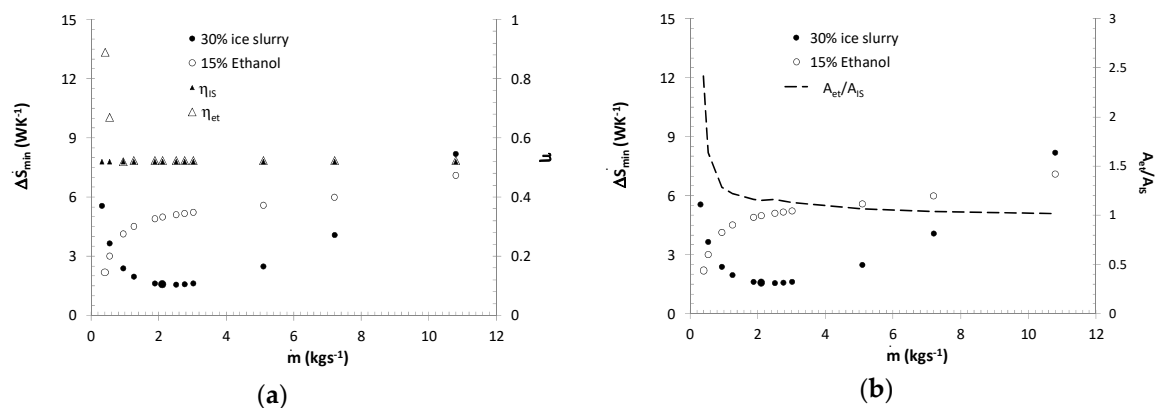 15
12
9
6
3
0
ΔṠmin (WK-1)
30% ice slurry
15% Ethanol
ηIS
ηet
1
0.8
0.6
0.4
0.2
0
η
0 2 4 6 8 10 12
ṁ (kgs-1)
(a)
15
12
9
6
3
0
ΔṠmin (WK-1)
30% ice slurry
15% Ethanol
Aet/AIS
3
2.5
2
1.5
1
0.5
0
Aet/AIS
0 2 4 6 8 10 12
ṁ (kgs-1)
(b)